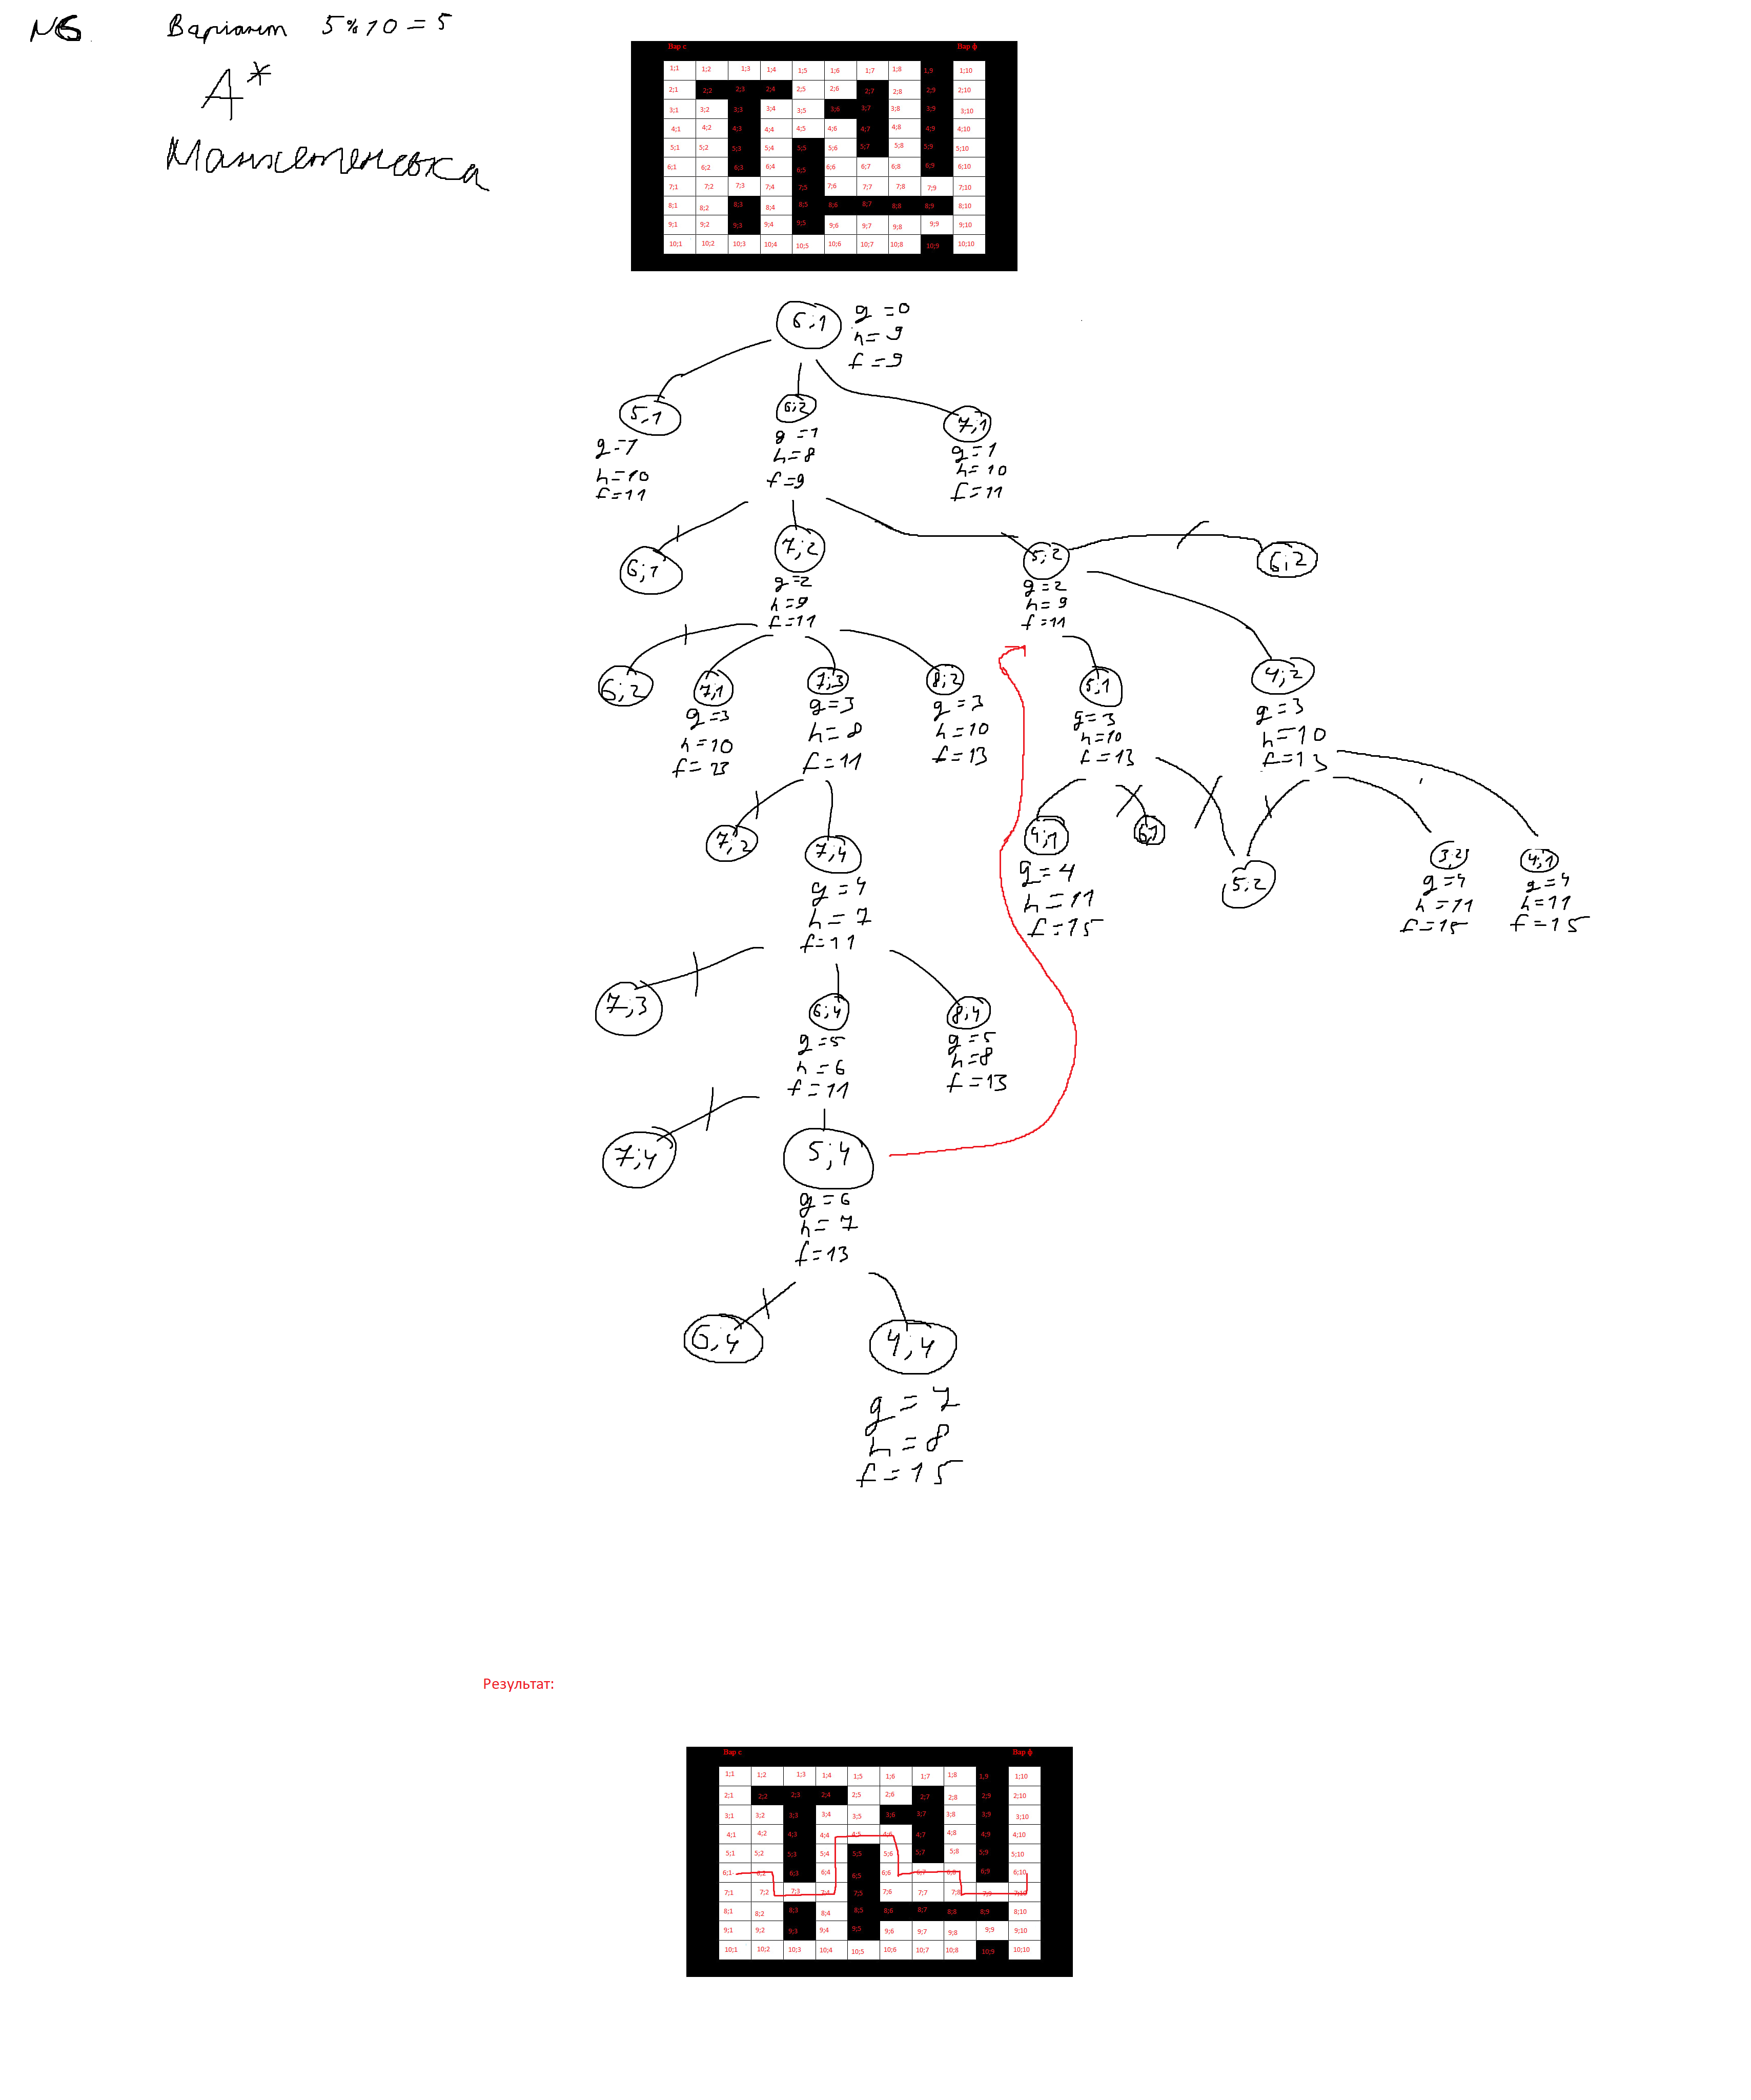 №6 Варіант 5%10=5
A*
Манхетенська
Вар с Вар ф
1;1 1;2 1;3 1;4 1;5 1;6 1;7 1;8 1;9 1;10
2;1 2;2 2;3 2;4 2;5 2;6 2;7 2;8 2;9 2;10
3;1 3;2 3;3 3;4 3;5 3;6 3;7 3;8 3;9 3;10
4;1 4;2 4;3 4;4 4;5 4;6 4;7 4;8 4;9 4;10
5;1 5;2 5;3 5;4 5;5 5;6 5;7 5;8 5;9 5;10
6;1 6;2 6;3 6;4 6;5 6;6 6;7 6;8 6;9 6;10
7;1 7;2 7;3 7;4 7;5 7;6 7;7 7;8 7;9 7;10
8;1 8;2 8;3 8;4 8;5 8;6 8;7 8;8 8;9 8;10
9;1 9;2 9;3 9;4 9;5 9;6 9;7 9;8 9;9 9;10
10;1 10;2 10;3 10;4 10;5 10;6 10;7 10;8 10;9 10;10
6;1
g=0
h=9
f=9
5;1
g=1
h=10
f=11
6;2
g=1
h=8
f=9
7;1
g=1
h=10
f=11
6;1
7;2
g=2
h=9
f=11
5;2
g=2
h=9
f=11
6;2
6;2
7;1
g=3
h=10
f=23
7;3
g=3
h=8
f=11
8;2
g=3
h=10
f=13
5;1
g=3
h=10
f=13
4;2
g=3
h=10
f=13
7;2
7;4
g=4
h=7
f=11
4;1
g=4
h=11
f=15
6;1
5;2
3;2
g=4
h=11
f=15
4;1
g=4
h=11
f=15
7;3
6;4
g=5
h=6
f=11
8;4
g=5
h=8
f=13
7;4
5;4
g=6
h=7
f=13
6;4
4;4
g=7
h=8
f=15
Результат:
Вар с Вар ф
1;1 1;2 1;3 1;4 1;5 1;6 1;7 1;8 1;9 1;10
2;1 2;2 2;3 2;4 2;5 2;6 2;7 2;8 2;9 2;10
3;1 3;2 3;3 3;4 3;5 3;6 3;7 3;8 3;9 3;10
4;1 4;2 4;3 4;4 4;5 4;6 4;7 4;8 4;9 4;10
5;1 5;2 5;3 5;4 5;5 5;6 5;7 5;8 5;9 5;10
6;1 6;2 6;3 6;4 6;5 6;6 6;7 6;8 6;9 6;10
7;1 7;2 7;3 7;4 7;5 7;6 7;7 7;8 7;9 7;10
8;1 8;2 8;3 8;4 8;5 8;6 8;7 8;8 8;9 8;10
9;1 9;2 9;3 9;4 9;5 9;6 9;7 9;8 9;9 9;10
10;1 10;2 10;3 10;4 10;5 10;6 10;7 10;8 10;9 10;10